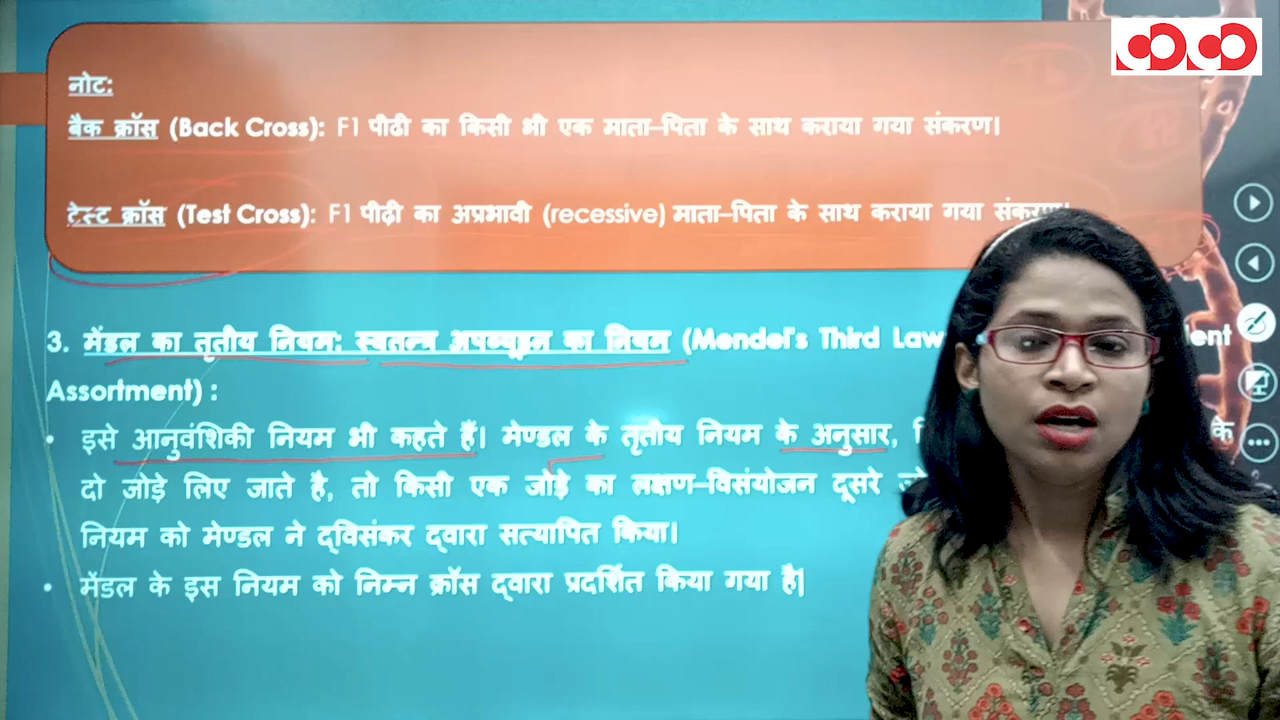 नोट:
बैक क्रॉस (Back Cross): F1 पीढी का किसी भी एक माता–पिता के साथ कराया गया संकरण।
टेस्ट क्रॉस (Test Cross): F1 पीढ़ी का अप्रभावी (recessive) माता–पिता के साथ कराया गया संकरण।
3. मेंडल का तृतीय नियम: स्वतन्त्र अपव्यूहन का नियम (Mendel's Third Law
Assortment) :
• इसे आनुवंशिकी नियम भी कहते हैं। मेण्डल के तृतीय नियम के अनुसार, के
दो जोड़े लिए जाते है, तो किसी एक जोड़े का लक्षण–विसंयोजन दूसरे
नियम को मेण्डल ने द्विसंकर द्वारा सत्यापित किया।
• मेंडल के इस नियम को निम्न क्रॉस द्वारा प्रदर्शित किया गया है|